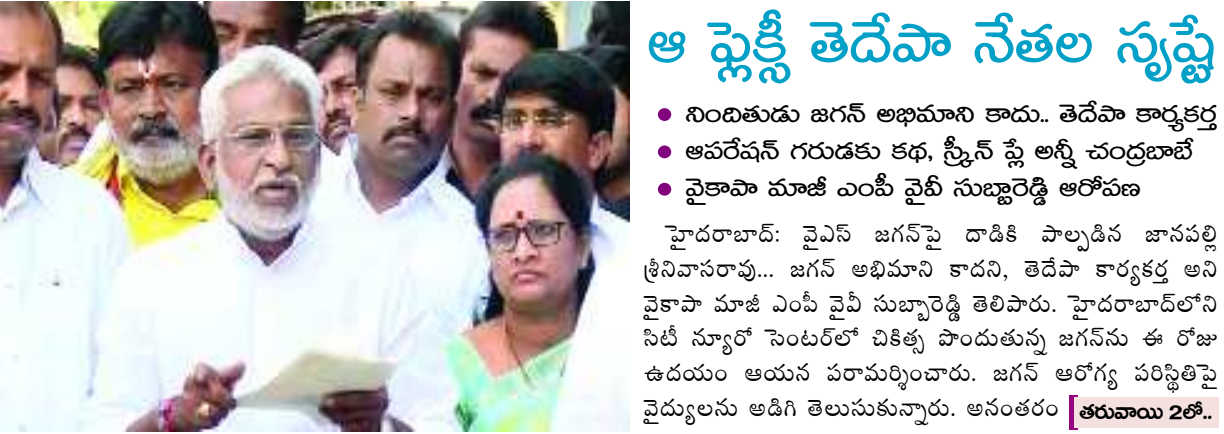 ఆ ఫ్లెక్సీ తెదేపా నేతల సృష్టే
• నిందితుడు జగన్ అభిమాని కాదు.. తెదేపా కార్యకర్త
• ఆపరేషన్ గరుడకు కథ, స్క్రీన్ ప్లే అన్నీ చంద్రబాబే
• వైకాపా మాజీ ఎంపీ వైవీ సుబ్బారెడ్డి ఆరోపణ
హైదరాబాద్: వైఎస్ జగన్‌పై దాడికి పాల్పడిన జానపల్లి
శ్రీనివాసరావు... జగన్ అభిమాని కాదని, తెదేపా కార్యకర్త అని
వైకాపా మాజీ ఎంపీ వైవీ సుబ్బారెడ్డి తెలిపారు. హైదరాబాద్‌లోని
సిటీ న్యూరో సెంటర్‌లో చికిత్స పొందుతున్న జగన్‌ను ఈ రోజు
ఉదయం ఆయన పరామర్శించారు. జగన్ ఆరోగ్య పరిస్థితిపై
వైద్యులను అడిగి తెలుసుకున్నారు. అనంతరం తరువాయి 2లో..